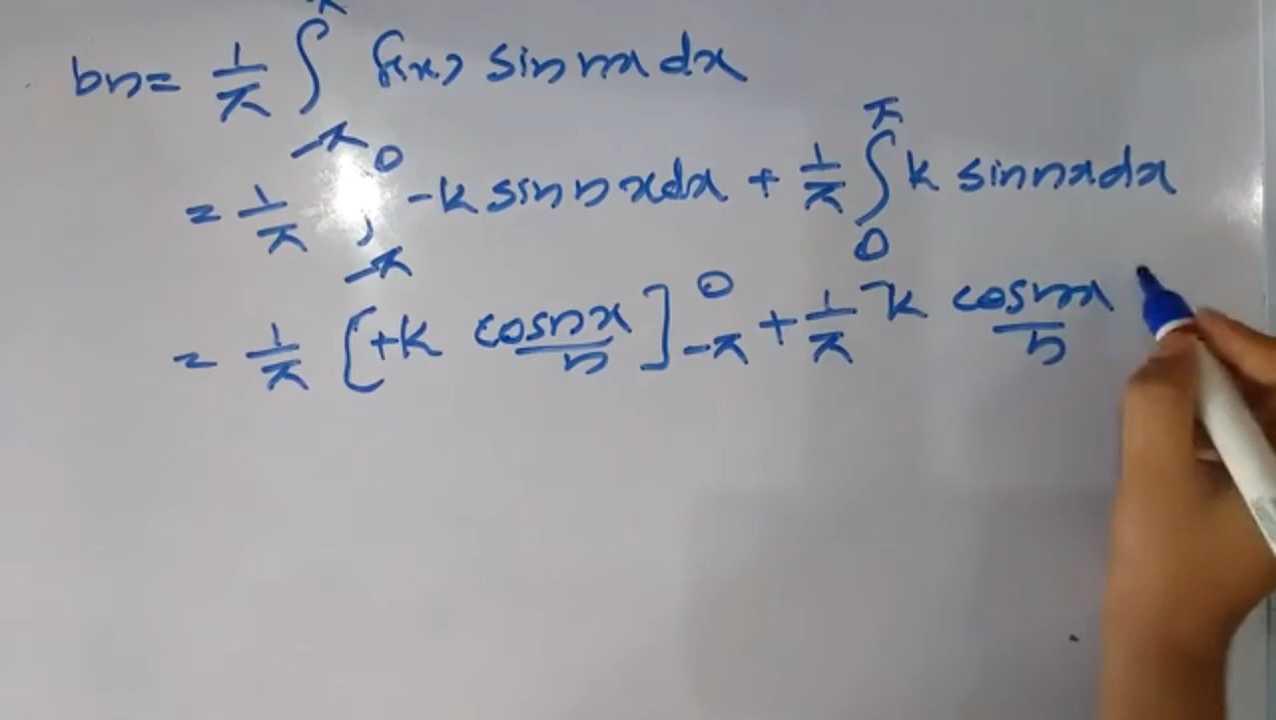 bn = 1/π ∫_{-π}^{π} f(x) sin nx dx
= 1/π ∫_{-π}^{0} -k sin nx dx + 1/π ∫_{0}^{π} k sin nx dx
= 1/π [+k cos nx / n]_{-π}^{0} + 1/π -k cos nx / n